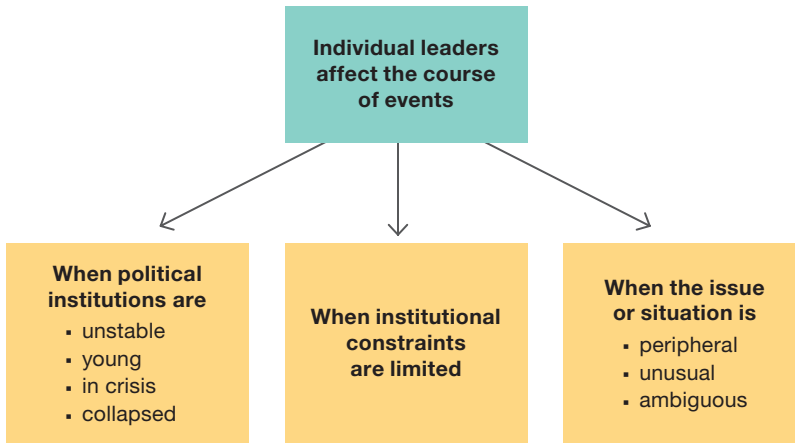 Individual leaders
affect the course
of events
When political
institutions are
▪ unstable
▪ young
▪ in crisis
▪ collapsed
When institutional
constraints
are limited
When the issue
or situation is
▪ peripheral
▪ unusual
▪ ambiguous